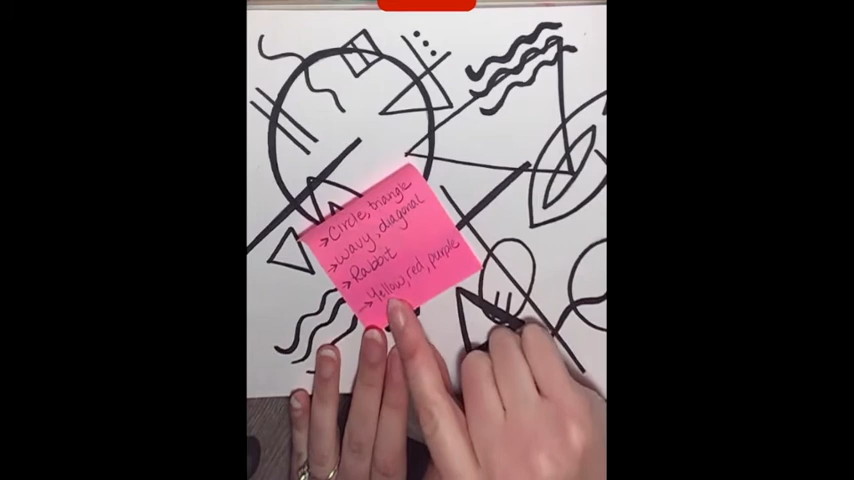 > Circle, triangle
> wavy, diagonal
> Rabbit
> Yellow, red, purple